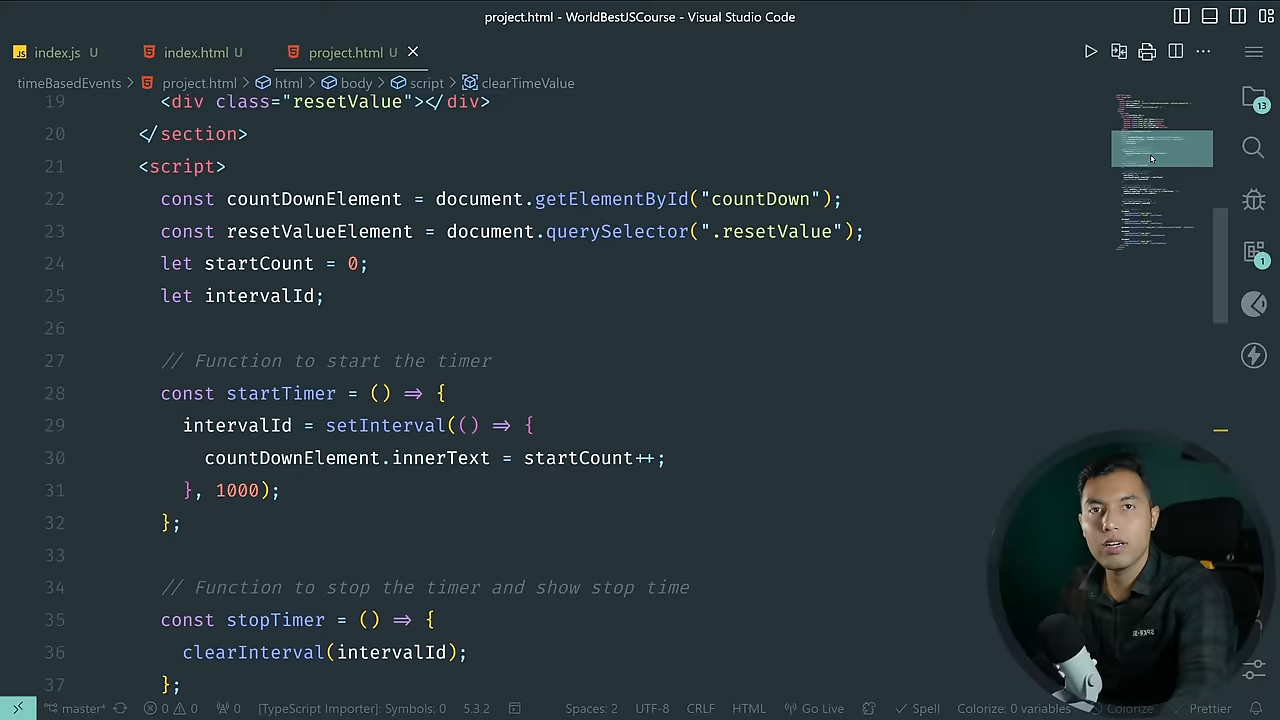 project.html - WorldBestJSCourse - Visual Studio Code
JS index.js U index.html U project.html U
timeBasedEvents > project.html > html > body > script > clearTimeValue
19 <div class="resetValue"></div>
20 </section>
21 <script>
22 const countDownElement = document.getElementById("countDown");
23 const resetValueElement = document.querySelector(".resetValue");
24 let startCount = 0;
25 let intervalId;
26
27 // Function to start the timer
28 const startTimer = () => {
29 intervalId = setInterval(() => {
30 countDownElement.innerText = startCount++;
31 }, 1000);
32 };
33
34 // Function to stop the timer and show stop time
35 const stopTimer = () => {
36 clearInterval(intervalId);
37 };
13
1
master* 0 0 0 [TypeScript Importer]: Symbols: 0 5.3.2 Spaces: 2 UTF-8 CRLF HTML Go Live Spell Colorize: 0 variables Colorize Prettier